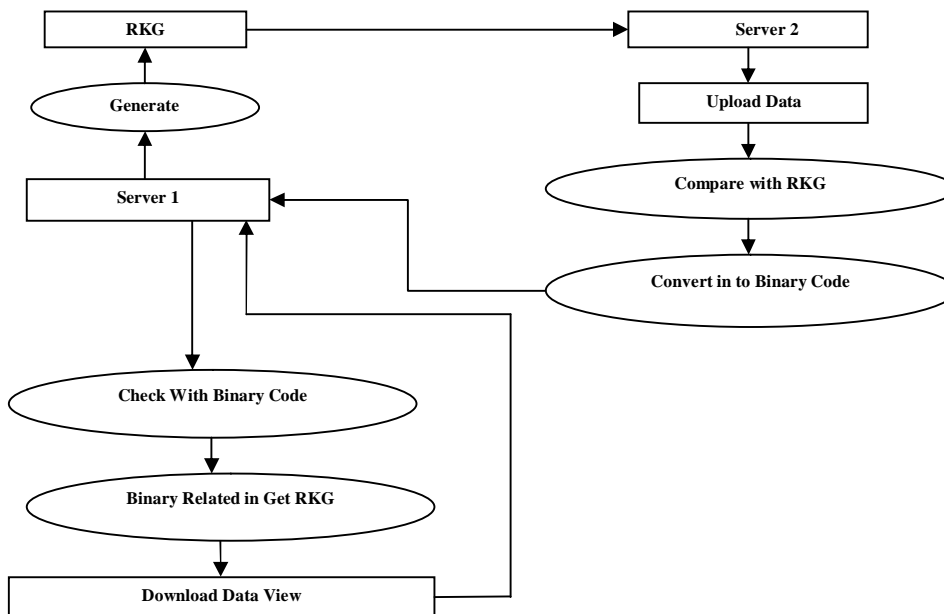 RKG
Server 2
Generate
Upload Data
Compare with RKG
Server 1
Convert in to Binary Code
Check With Binary Code
Binary Related in Get RKG
Download Data View